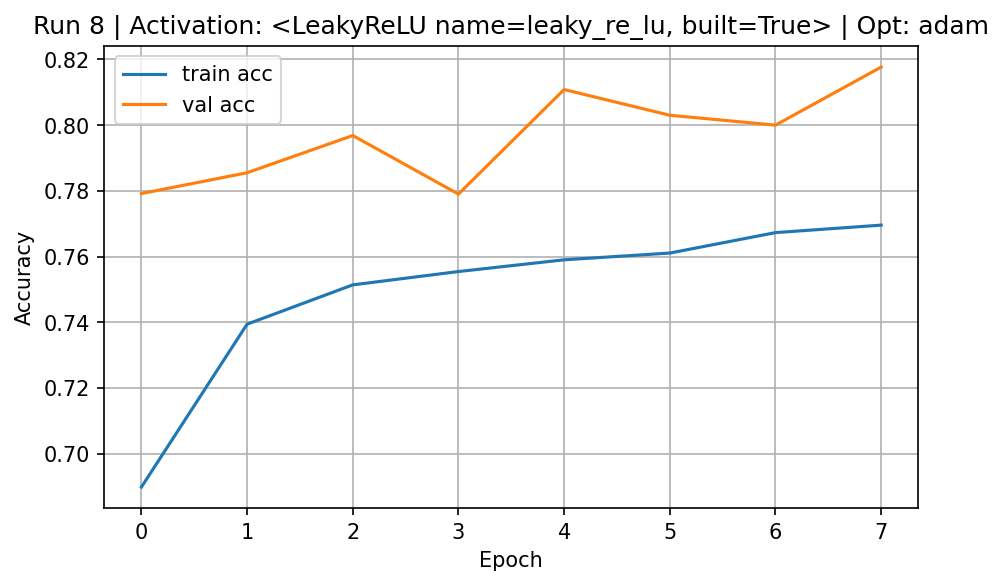 Run 8 | Activation: <LeakyReLU name=leaky_re_lu, built=True> | Opt: adam
train acc
val acc
0.82
0.80
0.78
0.76
0.74
0.72
0.70
Accuracy
0 1 2 3 4 5 6 7
Epoch